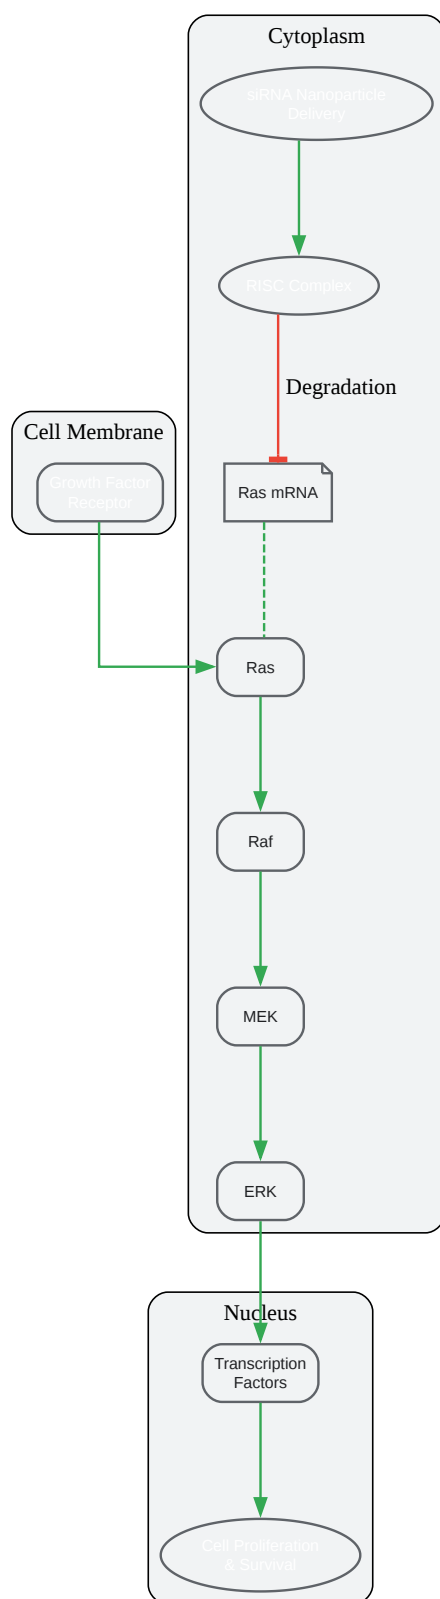 Cytoplasm
siRNA Nanoparticle
Delivery
RISC Complex
Degradation
Cell Membrane
Growth Factor
Receptor
Ras mRNA
Ras
Raf
MEK
ERK
Nucleus
Transcription
Factors
Cell Proliferation
& Survival